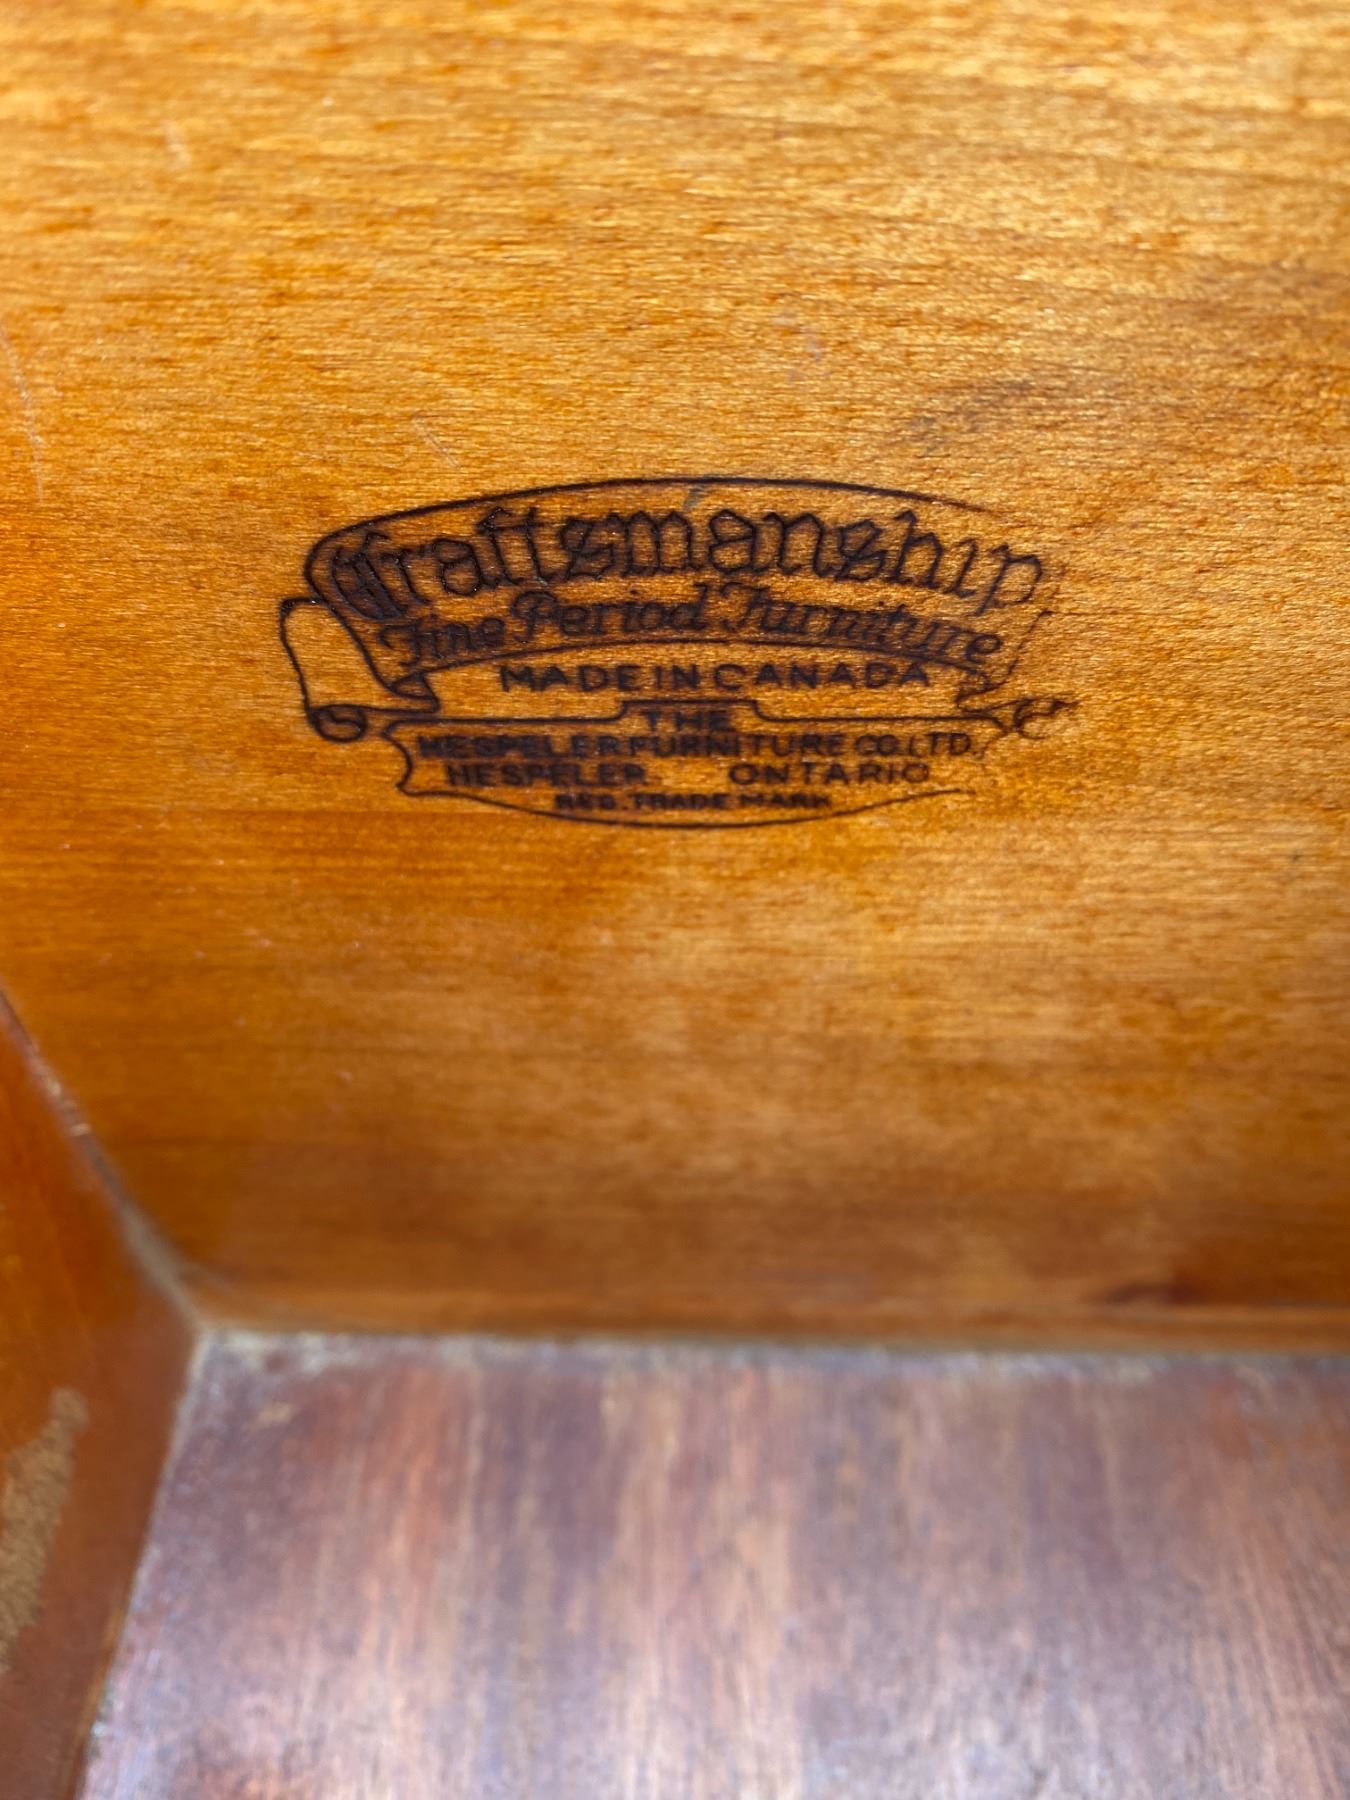 Craftsmanship
Fine Period Furniture
MADE IN CANADA
THE
HESPELER FURNITURE CO. LTD.
HESPELER, ONTARIO
REG. TRADE MARK